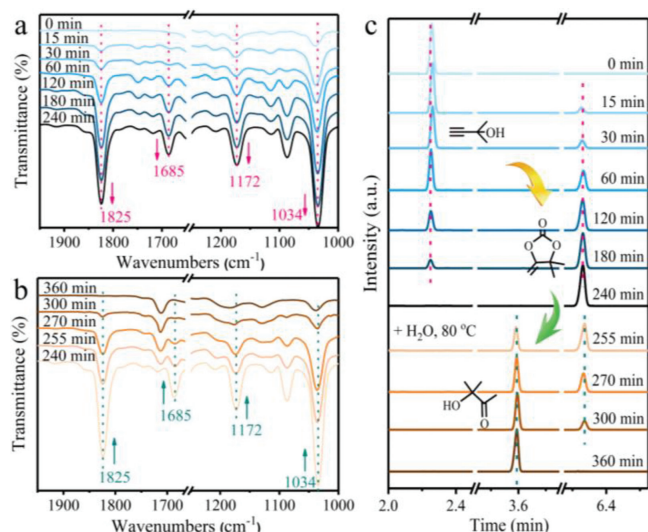 a
0 min
15 min
30 min
60 min
120 min
180 min
240 min
1825
1685
1172
1034
Transmittance (%)
1950 1900 1800 1700 1200 1100 1000
Wavenumbers (cm⁻¹)
b
360 min
300 min
270 min
255 min
240 min
1825
1685
1172
1034
Transmittance (%)
1950 1900 1800 1700 1200 1100 1000
Wavenumbers (cm⁻¹)
c
0 min
15 min
30 min
60 min
120 min
180 min
240 min
255 min
270 min
300 min
360 min
OH
O
O O
+ H₂O, 80 °C
HO
O
Intensity (a.u.)
2.0 2.4 3.6 6.4
Time (min)